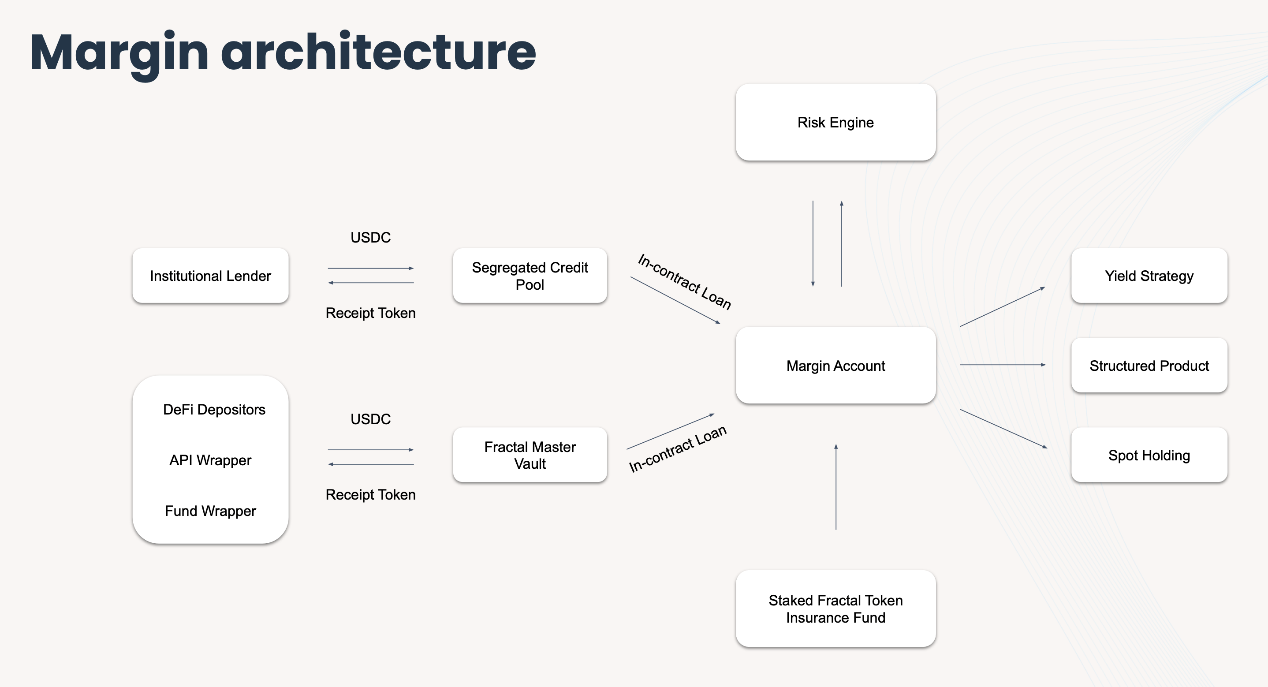 Margin architecture
Risk Engine
USDC
Institutional Lender
Receipt Token
Segregated Credit
Pool
In-contract Loan
DeFi Depositors
API Wrapper
Fund Wrapper
USDC
Receipt Token
Fractal Master
Vault
In-contract Loan
Margin Account
Yield Strategy
Structured Product
Spot Holding
Staked Fractal Token
Insurance Fund